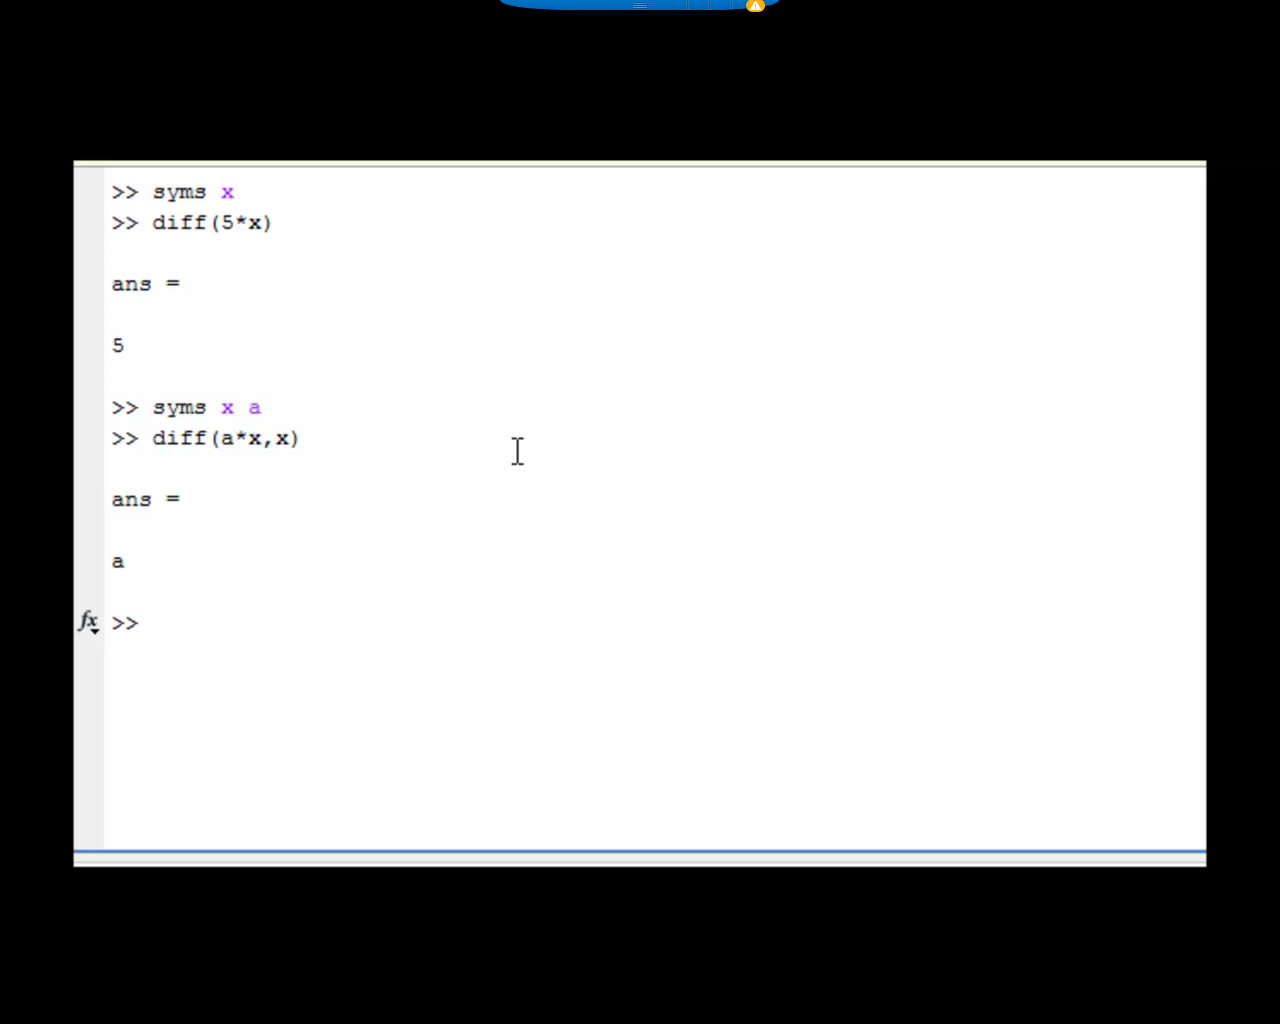 >> syms x
>> diff(5*x)
ans =
5
>> syms x a
>> diff(a*x,x)
ans =
a
fx >>